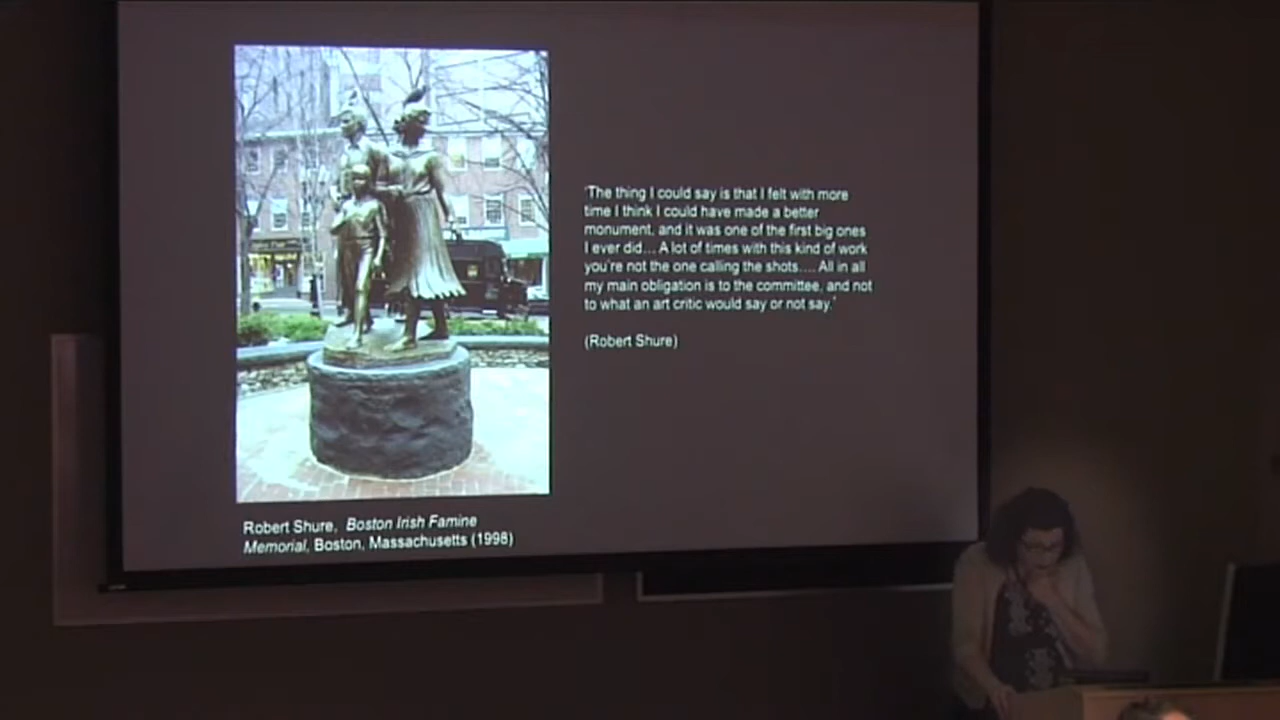 'The thing I could say is that I felt with more
time I think I could have made a better
monument, and it was one of the first big ones
I ever did... A lot of times with this kind of work
you're not the one calling the shots.... All in all
my main obligation is to the committee, and not
to what an art critic would say or not say.'
(Robert Shure)
Robert Shure, Boston Irish Famine
Memorial, Boston, Massachusetts (1998)